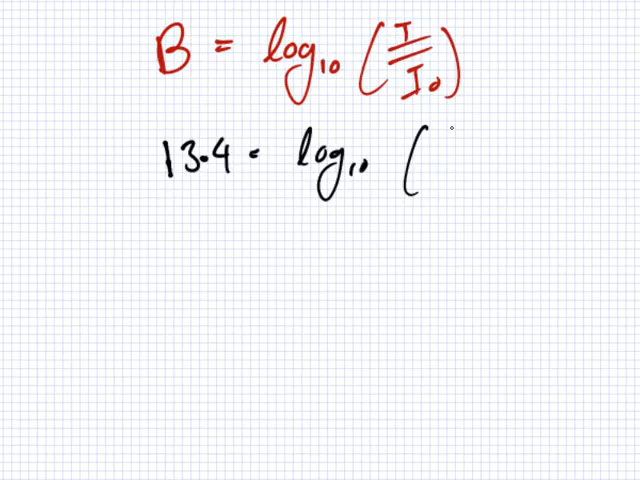 B = log₁₀ (I/I₀)
13.4 = log₁₀ (